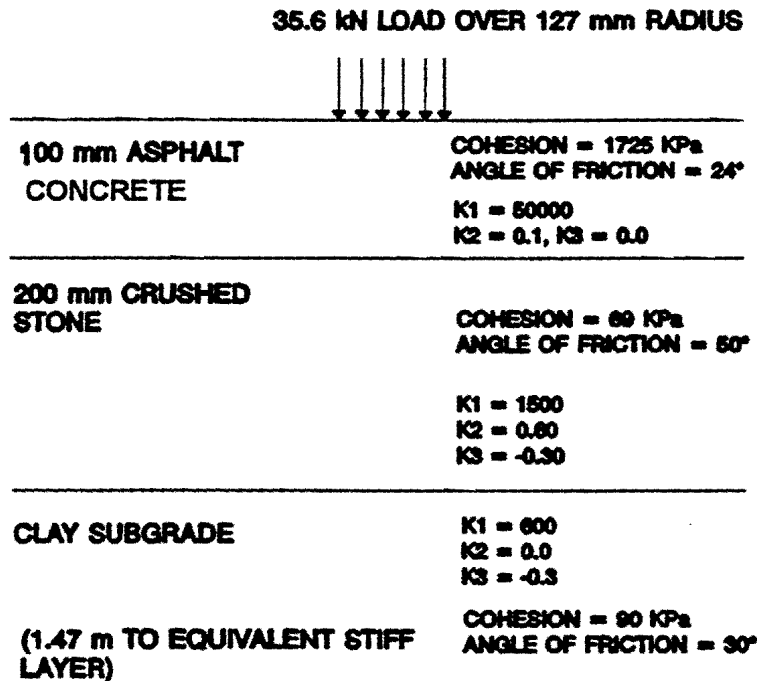 35.6 kN LOAD OVER 127 mm RADIUS
100 mm ASPHALT
CONCRETE
COHESION = 1725 KPa
ANGLE OF FRICTION = 24°
K1 = 50000
K2 = 0.1, K3 = 0.0
200 mm CRUSHED
STONE
COHESION = 69 KPa
ANGLE OF FRICTION = 50°
K1 = 1500
K2 = 0.60
K3 = -0.30
CLAY SUBGRADE
K1 = 600
K2 = 0.0
K3 = -0.3
(1.47 m TO EQUIVALENT STIFF
LAYER)
COHESION = 90 KPa
ANGLE OF FRICTION = 30°